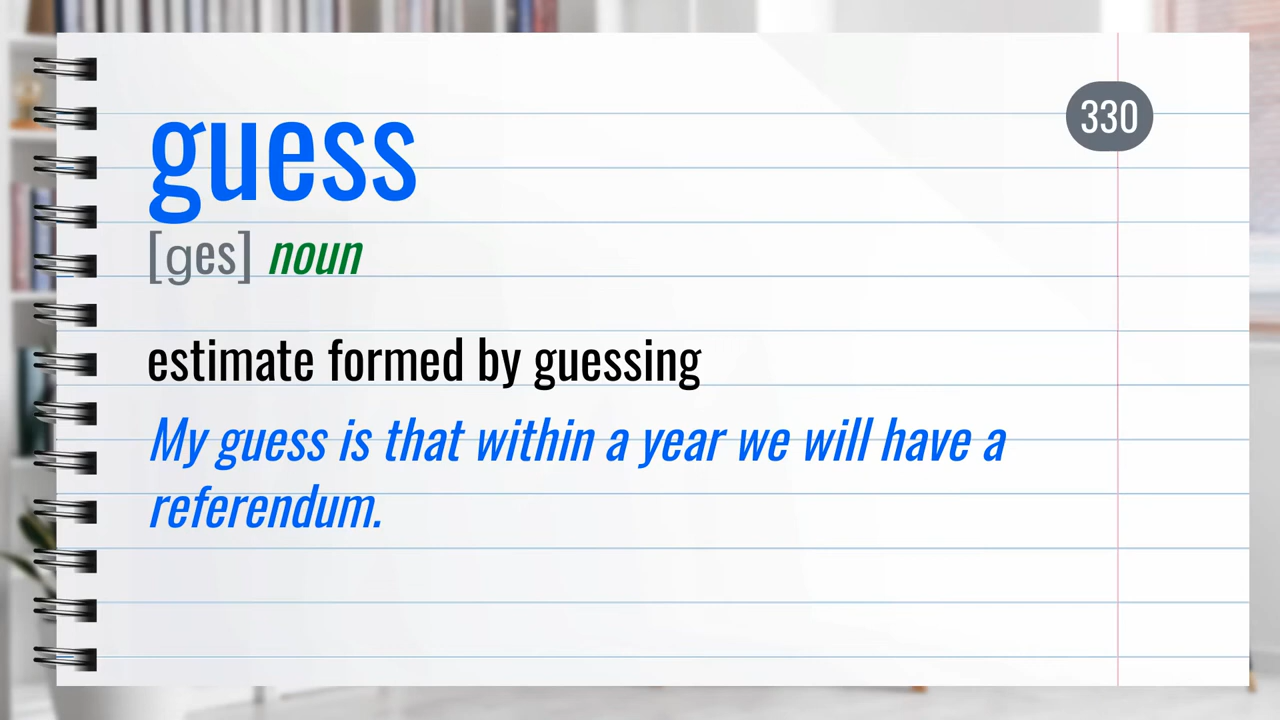 guess
330
[ges] noun
estimate formed by guessing
My guess is that within a year we will have a
referendum.